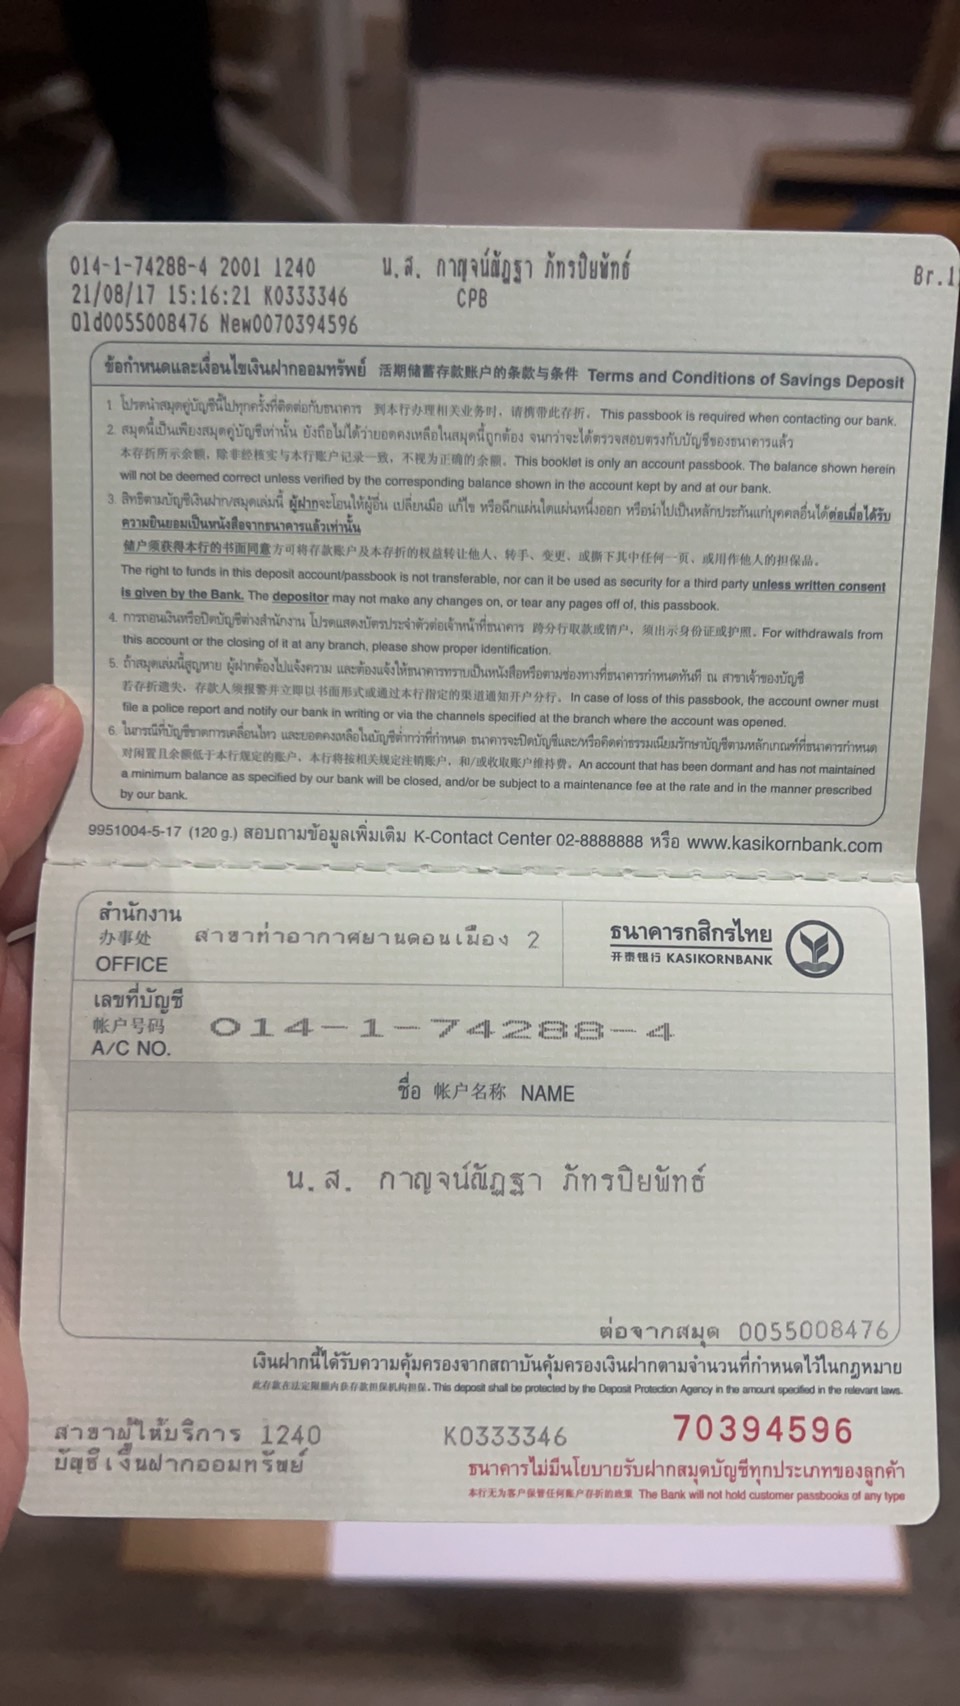 014-1-74288-4 2001 1240 น.ส. กาญจน์ณัฏฐา ภัทรปิยพัทธ์ Br.1
21/08/17 15:16:21 K0333346 CPB
Old0055008476 New0070394596
ข้อกำหนดและเงื่อนไขเงินฝากออมทรัพย์ 活期储蓄存款账户的条款与条件 Terms and Conditions of Savings Deposit
1. โปรดนำสมุดคู่บัญชีนี้ไปทุกครั้งที่ติดต่อกับธนาคาร 到本行办理相关业务时，请携带此存折。This passbook is required when contacting our bank.
2. สมุดนี้เป็นเพียงสมุดคู่บัญชีเท่านั้น ยังถือไม่ได้ว่ายอดคงเหลือในสมุดนี้ถูกต้อง จนกว่าจะได้ตรวจสอบตรงกับบัญชีของธนาคารแล้ว
本存折所示余额，除非经核实与本行账户记录一致，不视为正确的余额。This booklet is only an account passbook. The balance shown herein
will not be deemed correct unless verified by the corresponding balance shown in the account kept by and at our bank.
3. สิทธิตามบัญชีเงินฝาก/สมุดเล่มนี้ ผู้ฝากจะโอนให้ผู้อื่น เปลี่ยนมือ แก้ไข หรือฉีกแผ่นใดแผ่นหนึ่งออก หรือนำไปเป็นหลักประกันแก่บุคคลอื่นได้ต่อเมื่อได้รับ
ความยินยอมเป็นหนังสือจากธนาคารแล้วเท่านั้น
储户须获得本行的书面同意方可将存款账户及本存折的权益转让他人、转手、变更、或撕下其中任何一页、或用作他人的担保品。
The right to funds in this deposit account/passbook is not transferable, nor can it be used as security for a third party unless written consent
is given by the Bank. The depositor may not make any changes on, or tear any pages off of, this passbook.
4. การถอนเงินหรือปิดบัญชีต่างสำนักงาน โปรดแสดงบัตรประจำตัวต่อเจ้าหน้าที่ธนาคาร 跨分行取款或销户，须出示身份证或护照。For withdrawals from
this account or the closing of it at any branch, please show proper identification.
5. ถ้าสมุดเล่มนี้สูญหาย ผู้ฝากต้องไปแจ้งความ และต้องแจ้งให้ธนาคารทราบเป็นหนังสือหรือตามช่องทางที่ธนาคารกำหนดทันที ณ สาขาเจ้าของบัญชี
若存折遗失，存款人须报警并立即以书面形式或通过本行指定的渠道通知开户分行。In case of loss of this passbook, the account owner must
file a police report and notify our bank in writing or via the channels specified at the branch where the account was opened.
6. ในกรณีที่บัญชีขาดการเคลื่อนไหว และยอดคงเหลือในบัญชีต่ำกว่าที่กำหนด ธนาคารจะปิดบัญชีและ/หรือคิดค่าธรรมเนียมรักษาบัญชีตามหลักเกณฑ์ที่ธนาคารกำหนด
对闲置且余额低于本行规定的账户，本行将按相关规定注销账户，和/或收取账户维持费。An account that has been dormant and has not maintained
a minimum balance as specified by our bank will be closed, and/or be subject to a maintenance fee at the rate and in the manner prescribed
by our bank.
9951004-5-17 (120 g.) สอบถามข้อมูลเพิ่มเติม K-Contact Center 02-8888888 หรือ www.kasikornbank.com
สำนักงาน
办事处 สาขาท่าอากาศยานดอนเมือง 2
OFFICE
ธนาคารกสิกรไทย
开泰银行 KASIKORNBANK
เลขที่บัญชี
帐户号码 014-1-74288-4
A/C NO.
ชื่อ 帐户名称 NAME
น.ส. กาญจน์ณัฏฐา ภัทรปิยพัทธ์
ต่อจากสมุด 0055008476
เงินฝากนี้ได้รับความคุ้มครองจากสถาบันคุ้มครองเงินฝากตามจำนวนที่กำหนดไว้ในกฎหมาย
此存款在法定限额内获存款担保机构担保。This deposit shall be protected by the Deposit Protection Agency in the amount specified in the relevant laws.
สาขาผู้ให้บริการ 1240 K0333346 70394596
บัญชีเงินฝากออมทรัพย์
ธนาคารไม่มีนโยบายรับฝากสมุดบัญชีทุกประเภทของลูกค้า
本行无为客户保管任何账户存折的政策 The Bank will not hold customer passbooks of any type